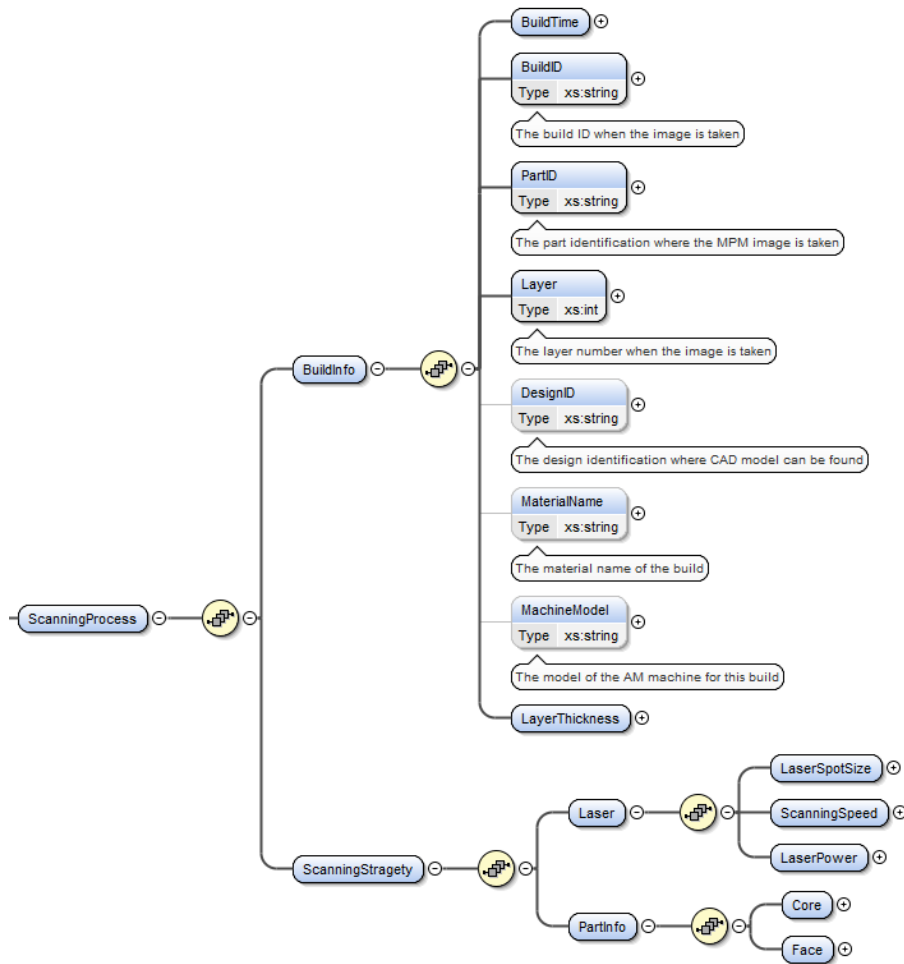 BuildTime
BuildID
Type xs:string
The build ID when the image is taken
PartID
Type xs:string
The part identification where the MPM image is taken
Layer
Type xs:int
The layer number when the image is taken
BuildInfo
DesignID
Type xs:string
The design identification where CAD model can be found
MaterialName
Type xs:string
The material name of the build
ScanningProcess
MachineModel
Type xs:string
The model of the AM machine for this build
LayerThickness
LaserSpotSize
Laser
ScanningSpeed
ScanningStragety
LaserPower
PartInfo
Core
Face